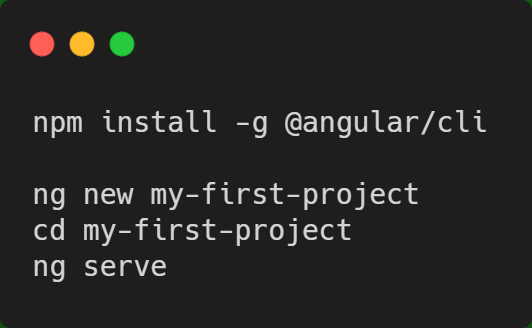 npm install -g @angular/cli
ng new my-first-project
cd my-first-project
ng serve